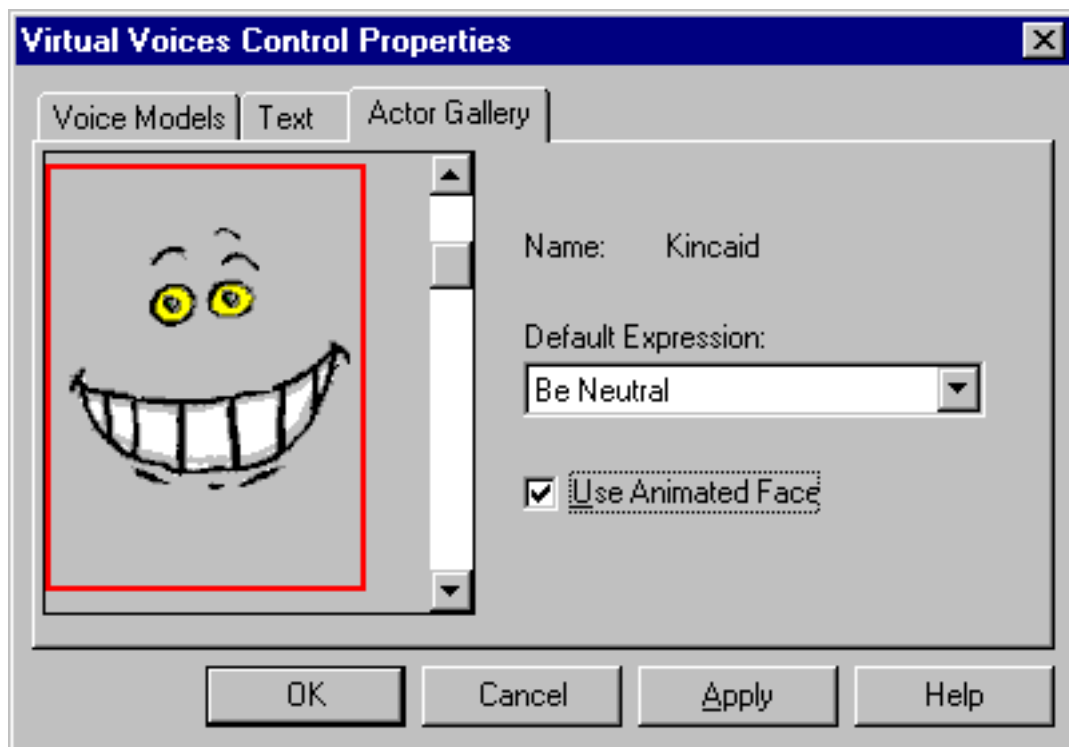 Virtual Voices Control Properties
Voice Models Text Actor Gallery
Name: Kincaid
Default Expression:
Be Neutral
Use Animated Face
OK Cancel Apply Help